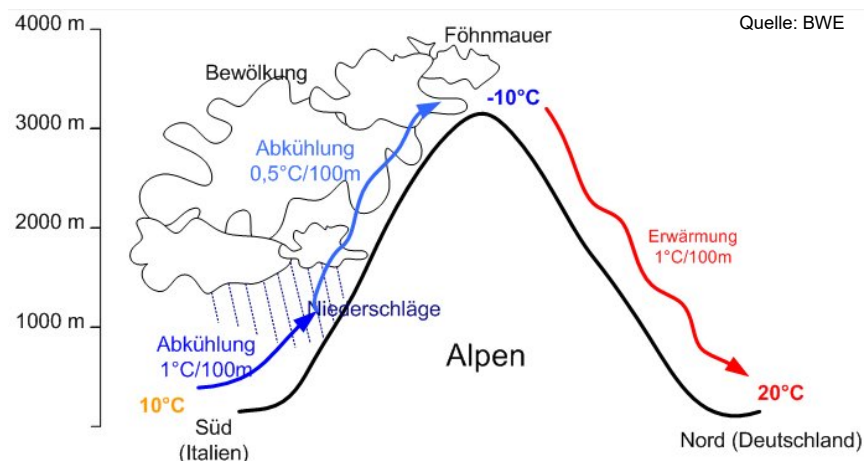 4000 m
Quelle: BWE
Föhnmauer
Bewölkung
-10°C
3000 m
Abkühlung
0,5°C/100m
2000 m
Erwärmung
1°C/100m
Niederschläge
1000 m
Abkühlung
1°C/100m
Alpen
10°C
20°C
Süd
(Italien)
Nord (Deutschland)